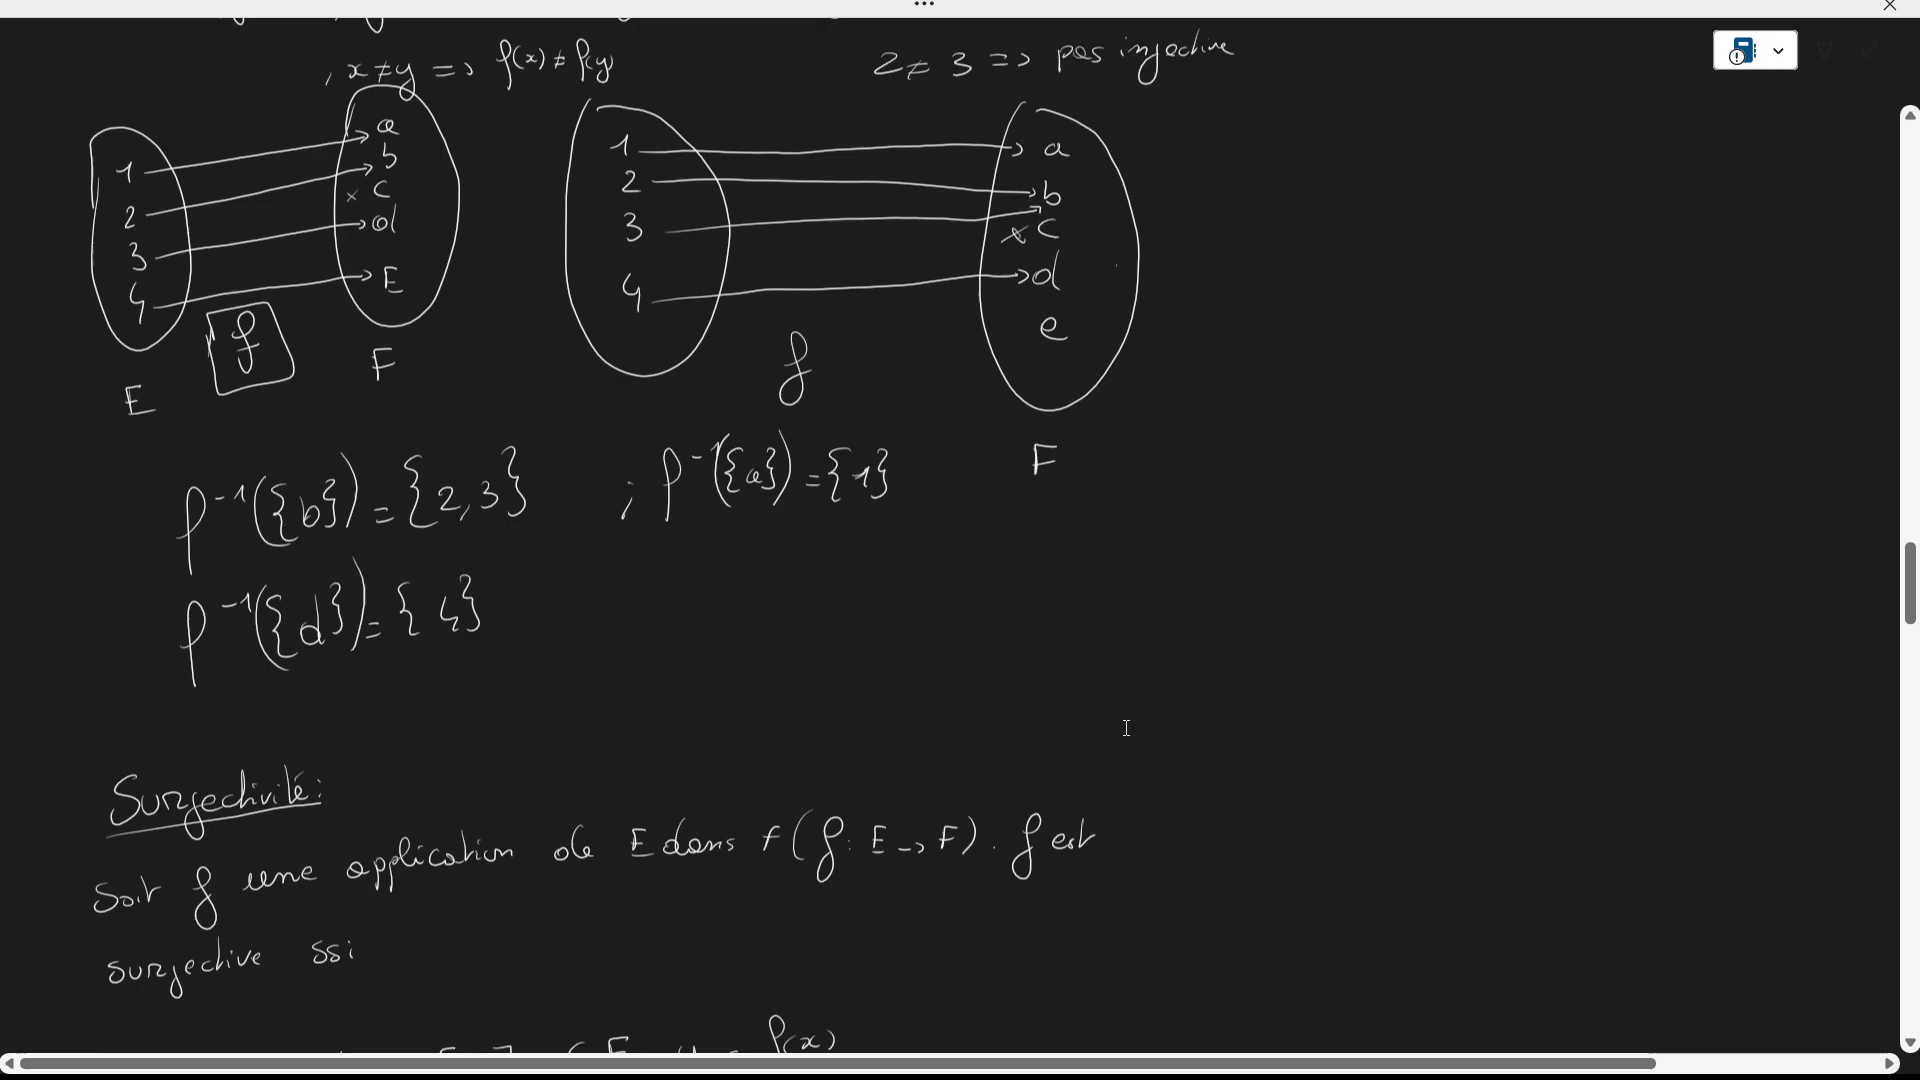 , x ≠ y => f(x) ≠ f(y)
2 ≠ 3 => pas injective
1
2
3
4
a
b
x c
d
E
f
E
F
1
2
3
4
a
b
x c
d
e
f
F
f⁻¹({b}) = {2,3} ; f⁻¹({a}) = {1}
f⁻¹({d}) = {4}
Surjectivité:
Soit f une application de E dans F (f: E -> F). f est
surjective ssi
f(x)